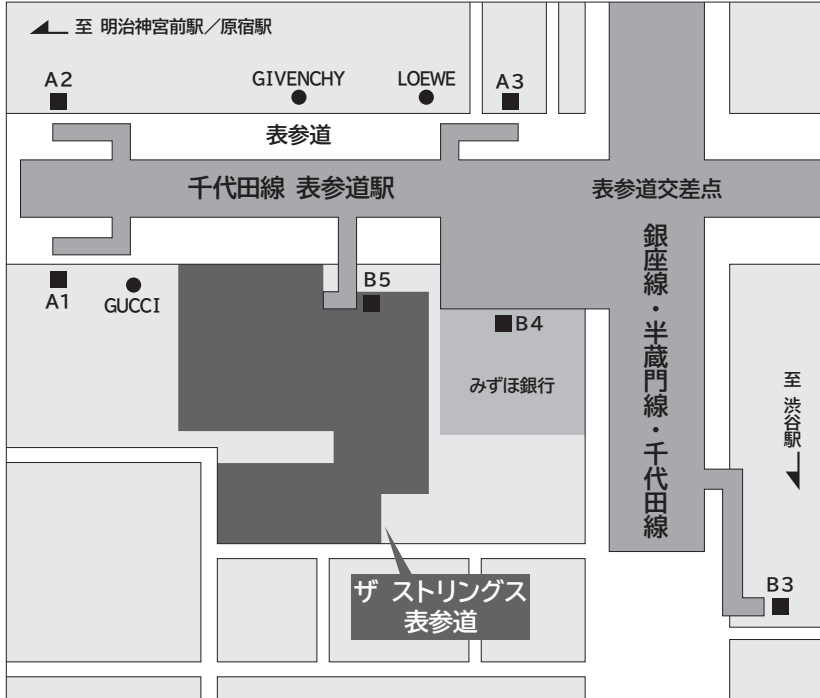 至 明治神宮前駅／原宿駅
A2
GIVENCHY
LOEWE
A3
表参道
千代田線 表参道駅
表参道交差点
A1
GUCCI
B5
B4
みずほ銀行
銀座線・半蔵門線・千代田線
至 渋谷駅
B3
ザ ストリングス
表参道